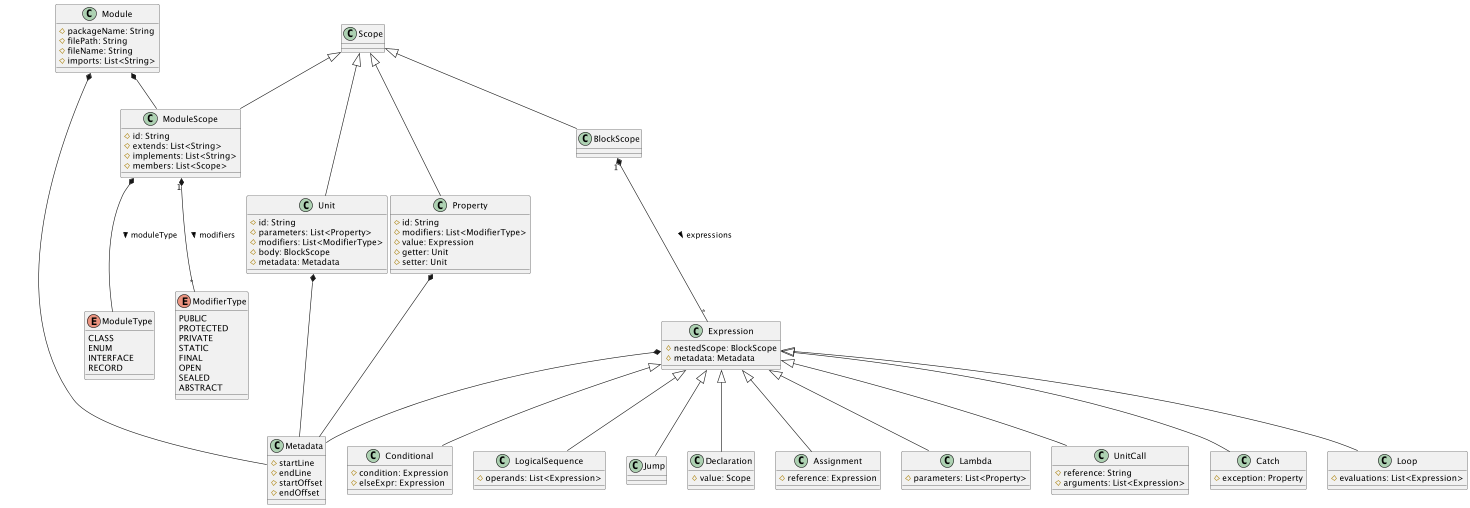 Module
packageName: String
filePath: String
fileName: String
imports: List<String>
Scope
ModuleScope
id: String
extends: List<String>
implements: List<String>
members: List<Scope>
BlockScope
1
1
Unit
id: String
parameters: List<Property>
modifiers: List<ModifierType>
body: BlockScope
metadata: Metadata
Property
id: String
modifiers: List<ModifierType>
value: Expression
getter: Unit
setter: Unit
moduleType
modifiers
expressions
*
*
ModuleType
CLASS
ENUM
INTERFACE
RECORD
ModifierType
PUBLIC
PROTECTED
PRIVATE
STATIC
FINAL
OPEN
SEALED
ABSTRACT
Expression
nestedScope: BlockScope
metadata: Metadata
Metadata
startLine
endLine
startOffset
endOffset
Conditional
condition: Expression
elseExpr: Expression
LogicalSequence
operands: List<Expression>
Jump
Declaration
value: Scope
Assignment
reference: Expression
Lambda
parameters: List<Property>
UnitCall
reference: String
arguments: List<Expression>
Catch
exception: Property
Loop
evaluations: List<Expression>